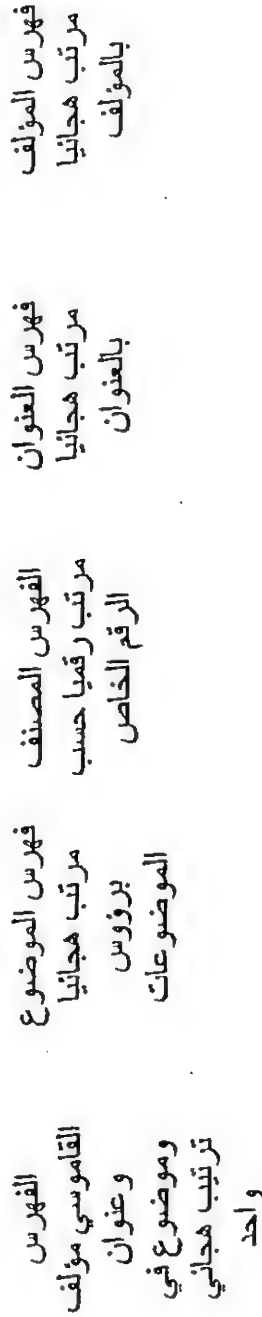 فهرس المؤلف
مرتب هجائيا
بالمؤلف
فهرس العنوان
مرتب هجائيا
بالعنوان
الفهرس المصنف
مرتب رقميا حسب
الرقم الخاص
فهرس الموضوع
مرتب هجائيا
برؤوس
الموضوعات
الفهرس
القاموسي مؤلف
وعنوان
وموضوع في
ترتيب هجائي
واحد